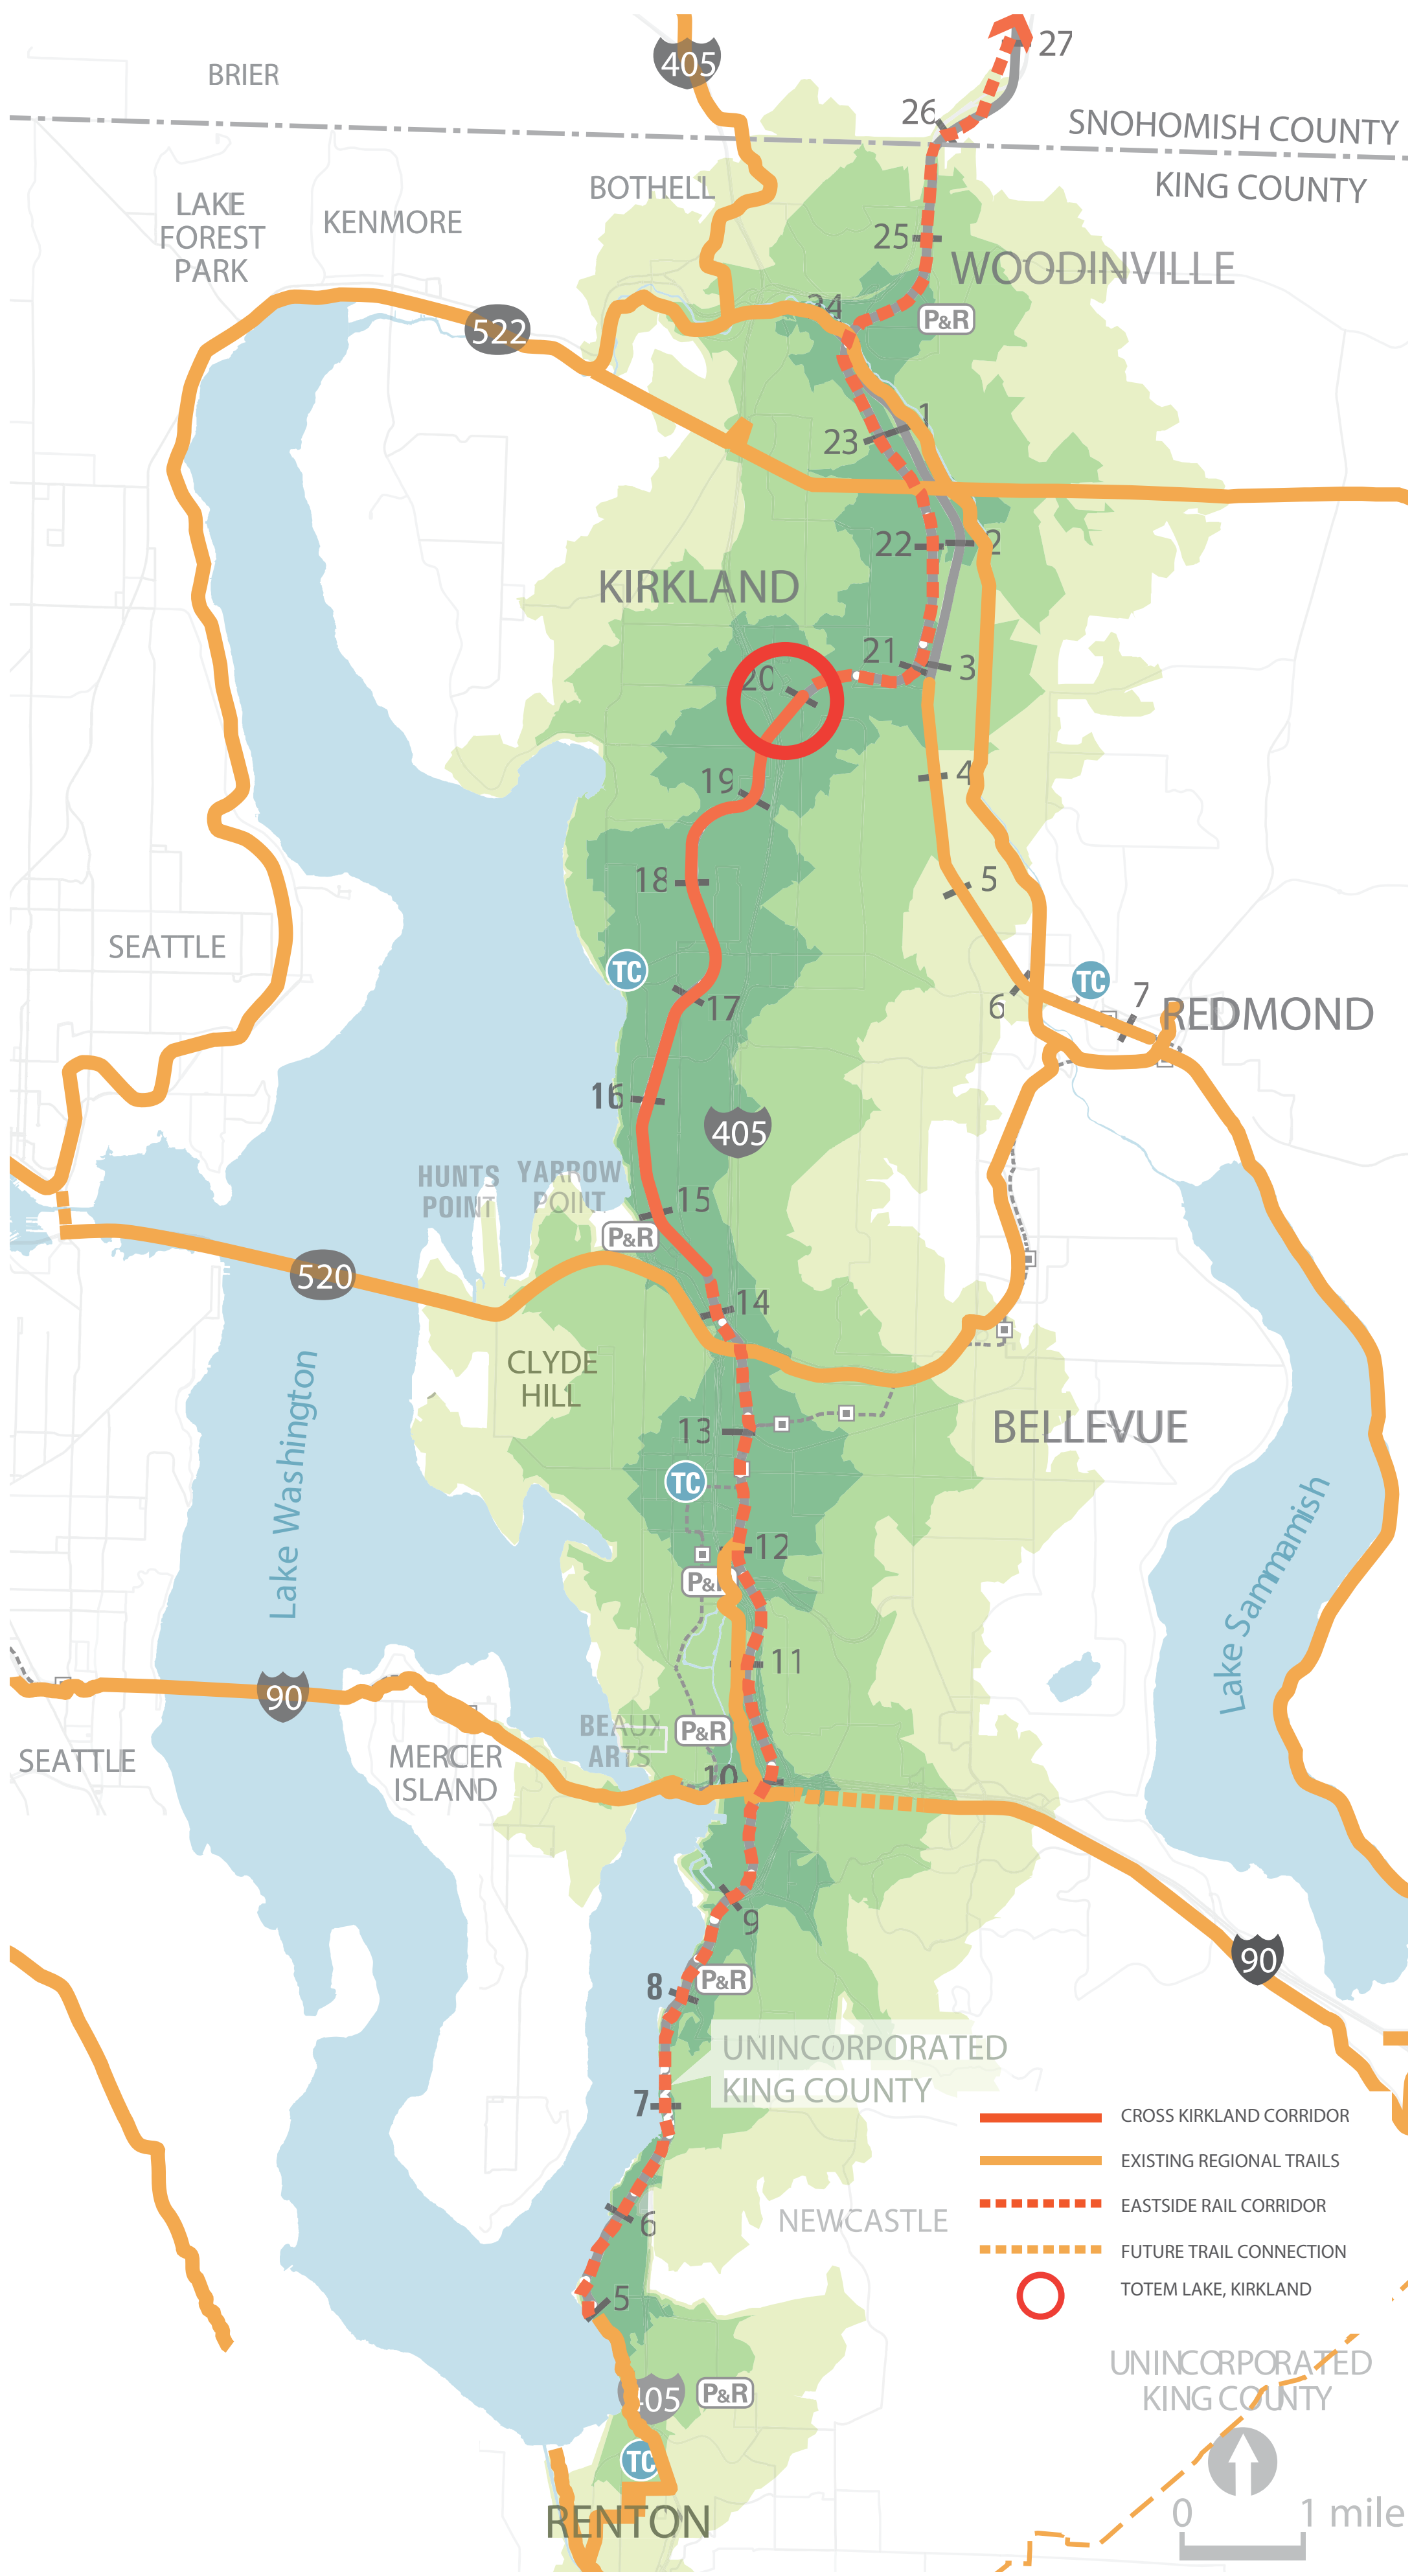 27
405
BRIER
26
SNOHOMISH COUNTY
KING COUNTY
BOTHELL
LAKE
FOREST
PARK
KENMORE
25
WOODINVILLE
24
P&R
522
1
23
22
2
KIRKLAND
21
3
20
19
4
18
5
SEATTLE
TC
TC
6
7
REDMOND
17
16
405
HUNTS
POINT
YARROW
POINT
15
P&R
520
14
CLYDE
HILL
Lake Washington
13
BELLEVUE
TC
12
P&R
Lake Sammamish
11
90
SEATTLE
MERCER
ISLAND
BEAUX
ARTS
P&R
10
9
90
8
P&R
UNINCORPORATED
KING COUNTY
7
CROSS KIRKLAND CORRIDOR
EXISTING REGIONAL TRAILS
EASTSIDE RAIL CORRIDOR
FUTURE TRAIL CONNECTION
TOTEM LAKE, KIRKLAND
6
NEWCASTLE
5
UNINCORPORATED
KING COUNTY
405
P&R
TC
RENTON
0
1 mile